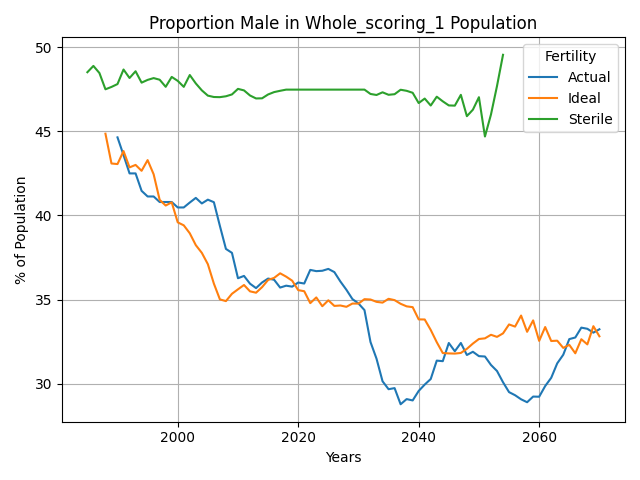 Proportion Male in Whole_scoring_1 Population
% of Population
50
45
40
35
30
Fertility
Actual
Ideal
Sterile
2000 2020 2040 2060
Years